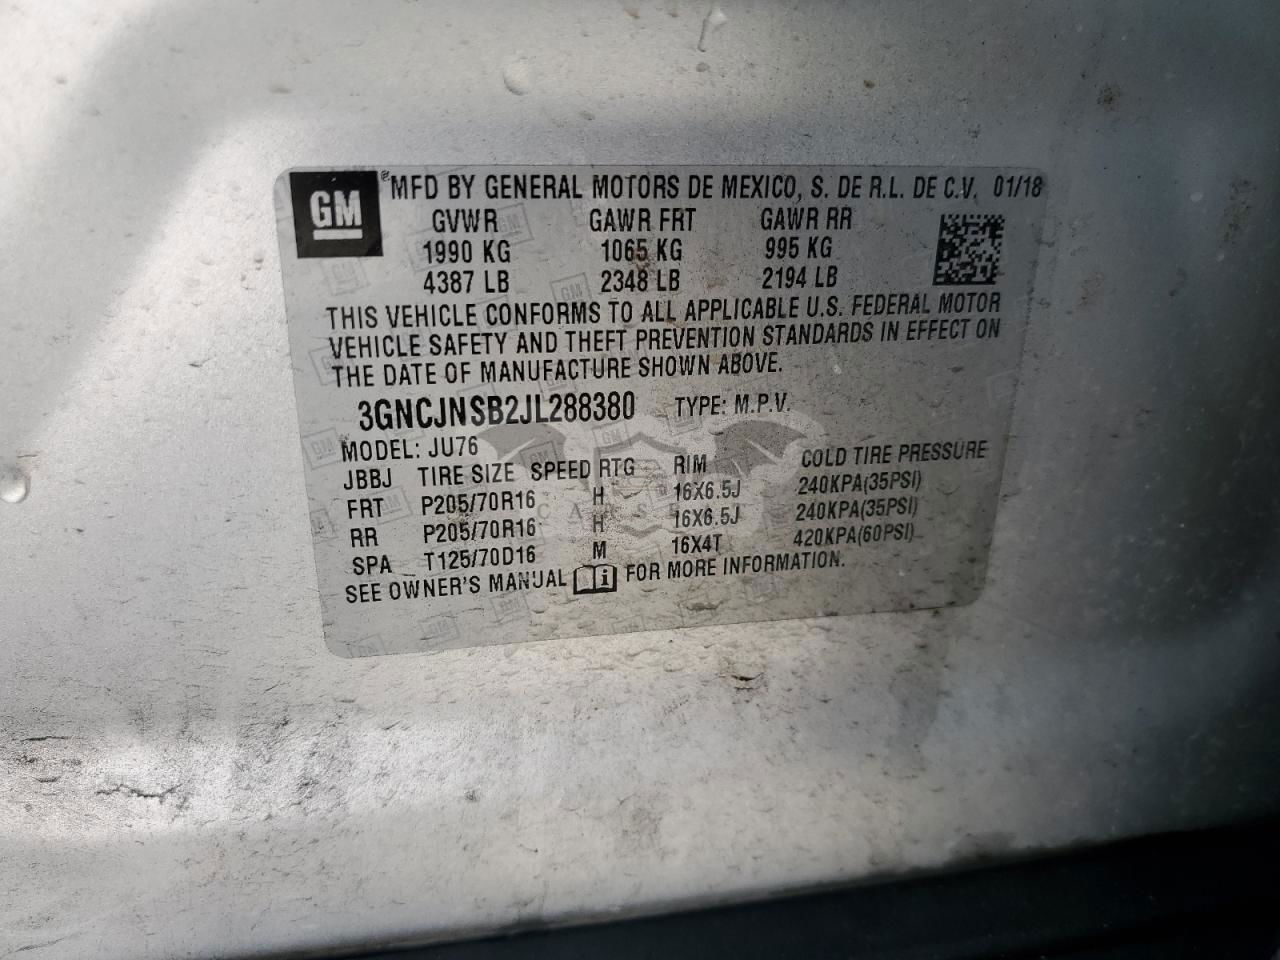 GM ® MFD BY GENERAL MOTORS DE MEXICO, S. DE R.L. DE C.V. 01/18
GVWR GAWR FRT GAWR RR
1990 KG 1065 KG 995 KG
4387 LB 2348 LB 2194 LB
THIS VEHICLE CONFORMS TO ALL APPLICABLE U.S. FEDERAL MOTOR
VEHICLE SAFETY AND THEFT PREVENTION STANDARDS IN EFFECT ON
THE DATE OF MANUFACTURE SHOWN ABOVE.
3GNCJNSB2JL288380 TYPE: M.P.V.
MODEL: JU76
JBBJ TIRE SIZE SPEED RTG RIM COLD TIRE PRESSURE
FRT P205/70R16 H 16X6.5J 240KPA(35PSI)
RR P205/70R16 H 16X6.5J 240KPA(35PSI)
SPA T125/70D16 M 16X4T 420KPA(60PSI)
SEE OWNER'S MANUAL FOR MORE INFORMATION.